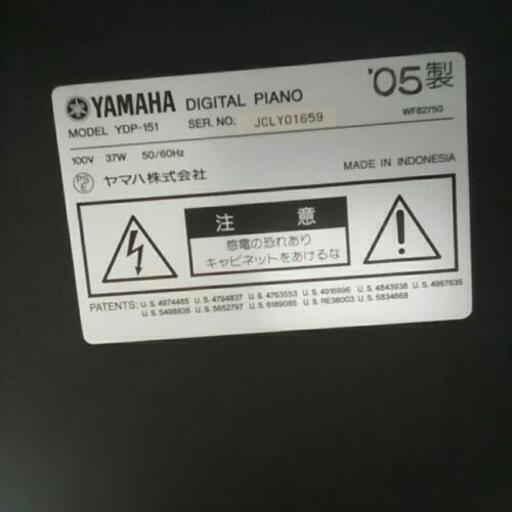 YAMAHA DIGITAL PIANO '05製
MODEL YDP-151 SER. NO. JCLY01659 WF82750
100V 37W 50/60Hz MADE IN INDONESIA
PSE ヤマハ株式会社
注 意
感電の恐れあり
キャビネットをあけるな
PATENTS: U.S. 4974485 U.S. 4794837 U.S. 4763553 U.S. 4916996 U.S. 4843938 U.S. 4967635
U.S. 5498835 U.S. 5652797 U.S. 6189085 U.S. RE38003 U.S. 5834668